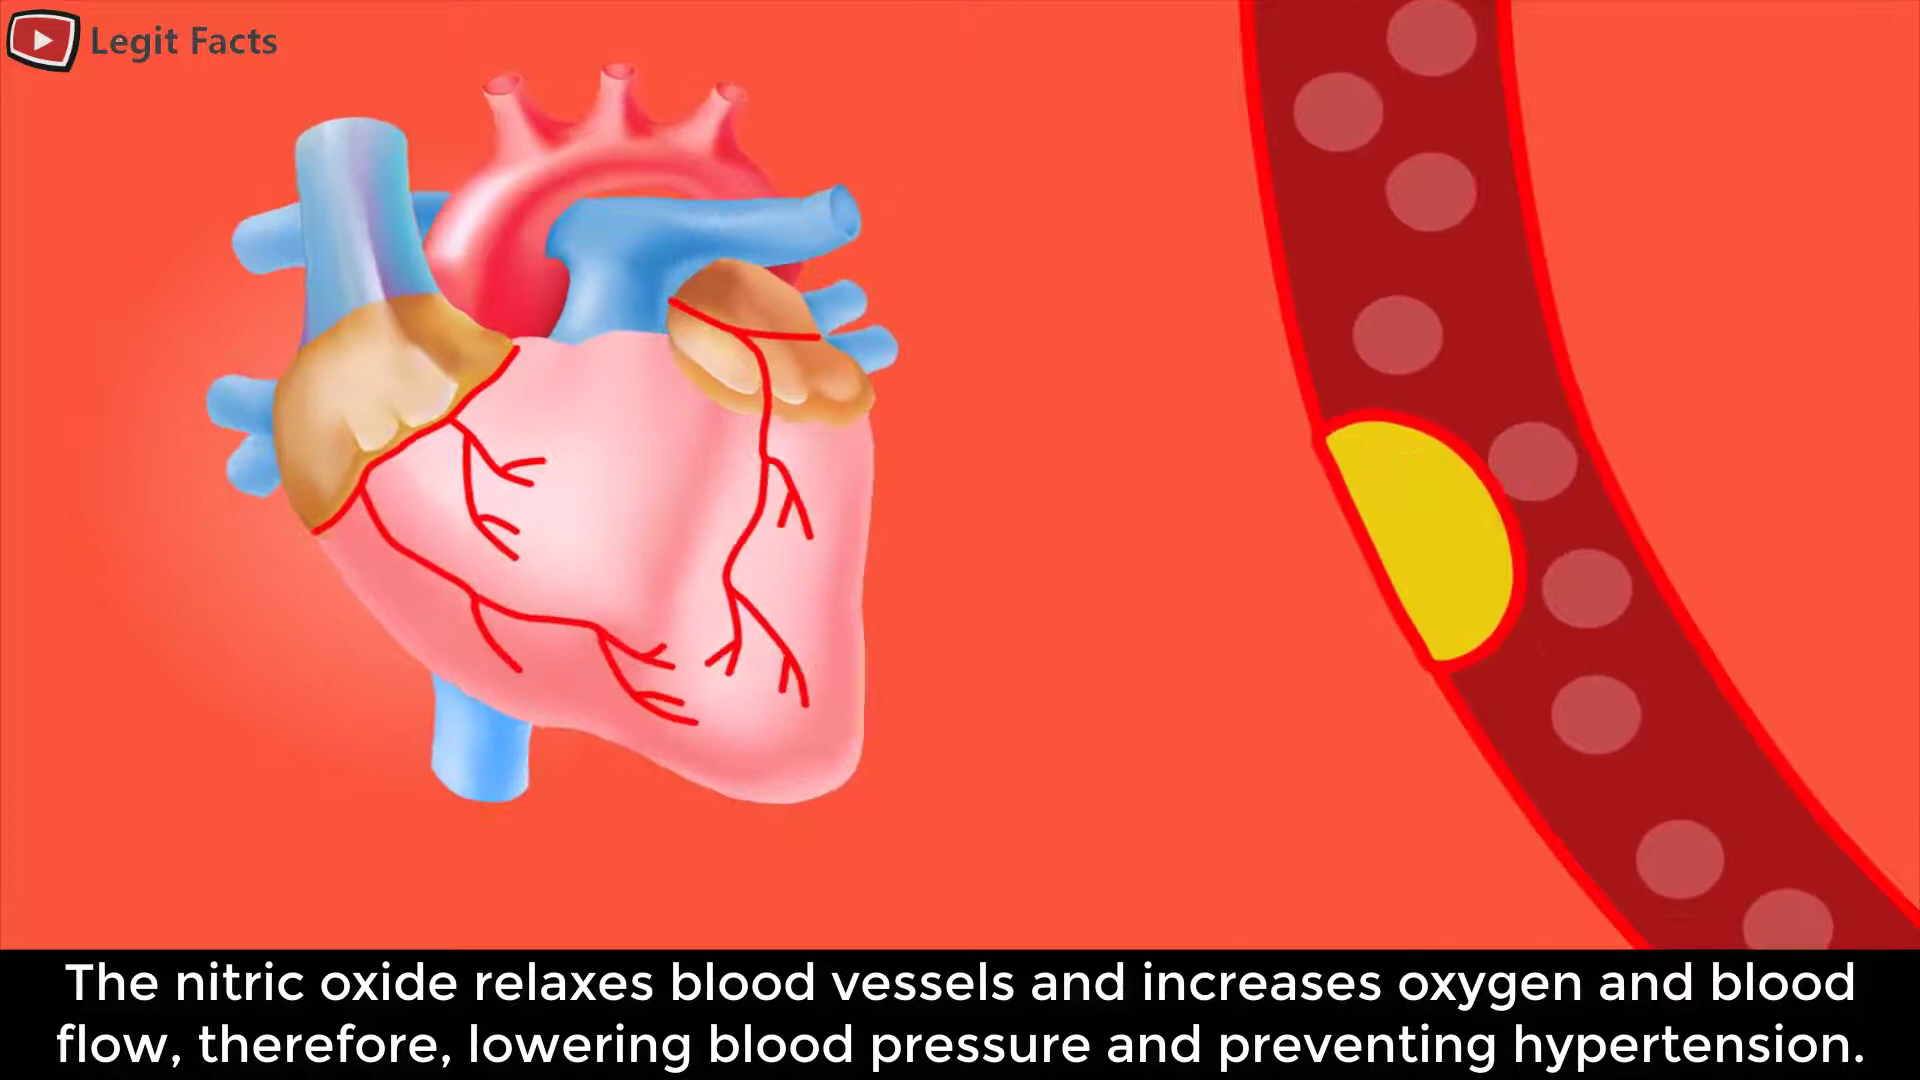 Legit Facts
The nitric oxide relaxes blood vessels and increases oxygen and blood
flow, therefore, lowering blood pressure and preventing hypertension.